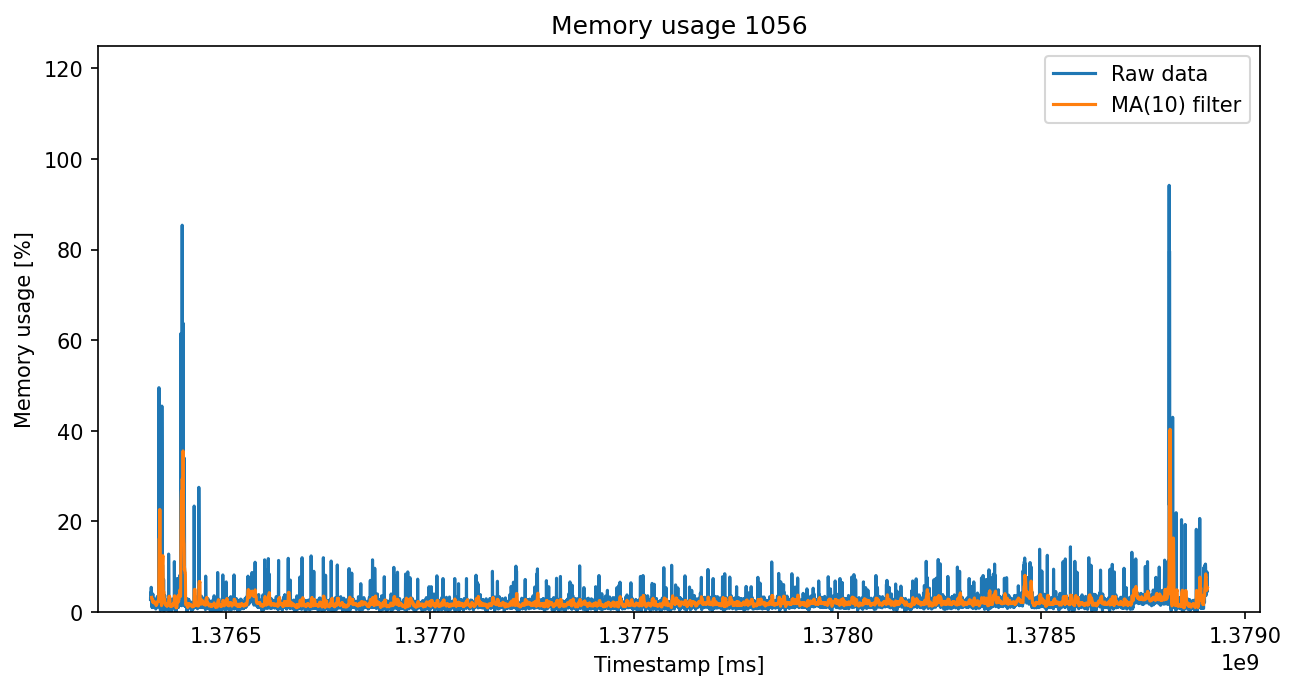 Memory usage 1056
Raw data
MA(10) filter
Memory usage [%]
120
100
80
60
40
20
0
1.3765 1.3770 1.3775 1.3780 1.3785 1.3790
1e9
Timestamp [ms]